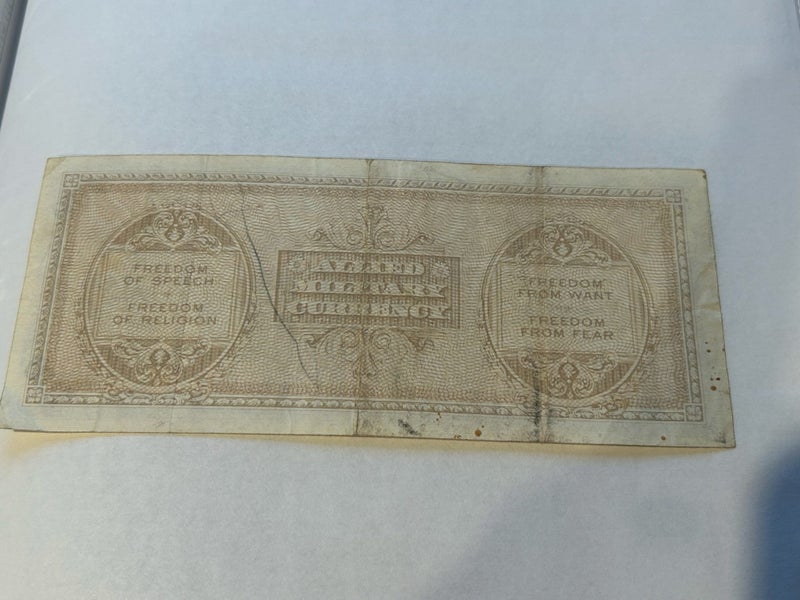 FREEDOM
OF SPEECH
FREEDOM
OF RELIGION
ALLIED
MILITARY
CURRENCY
FREEDOM
FROM WANT
FREEDOM
FROM FEAR